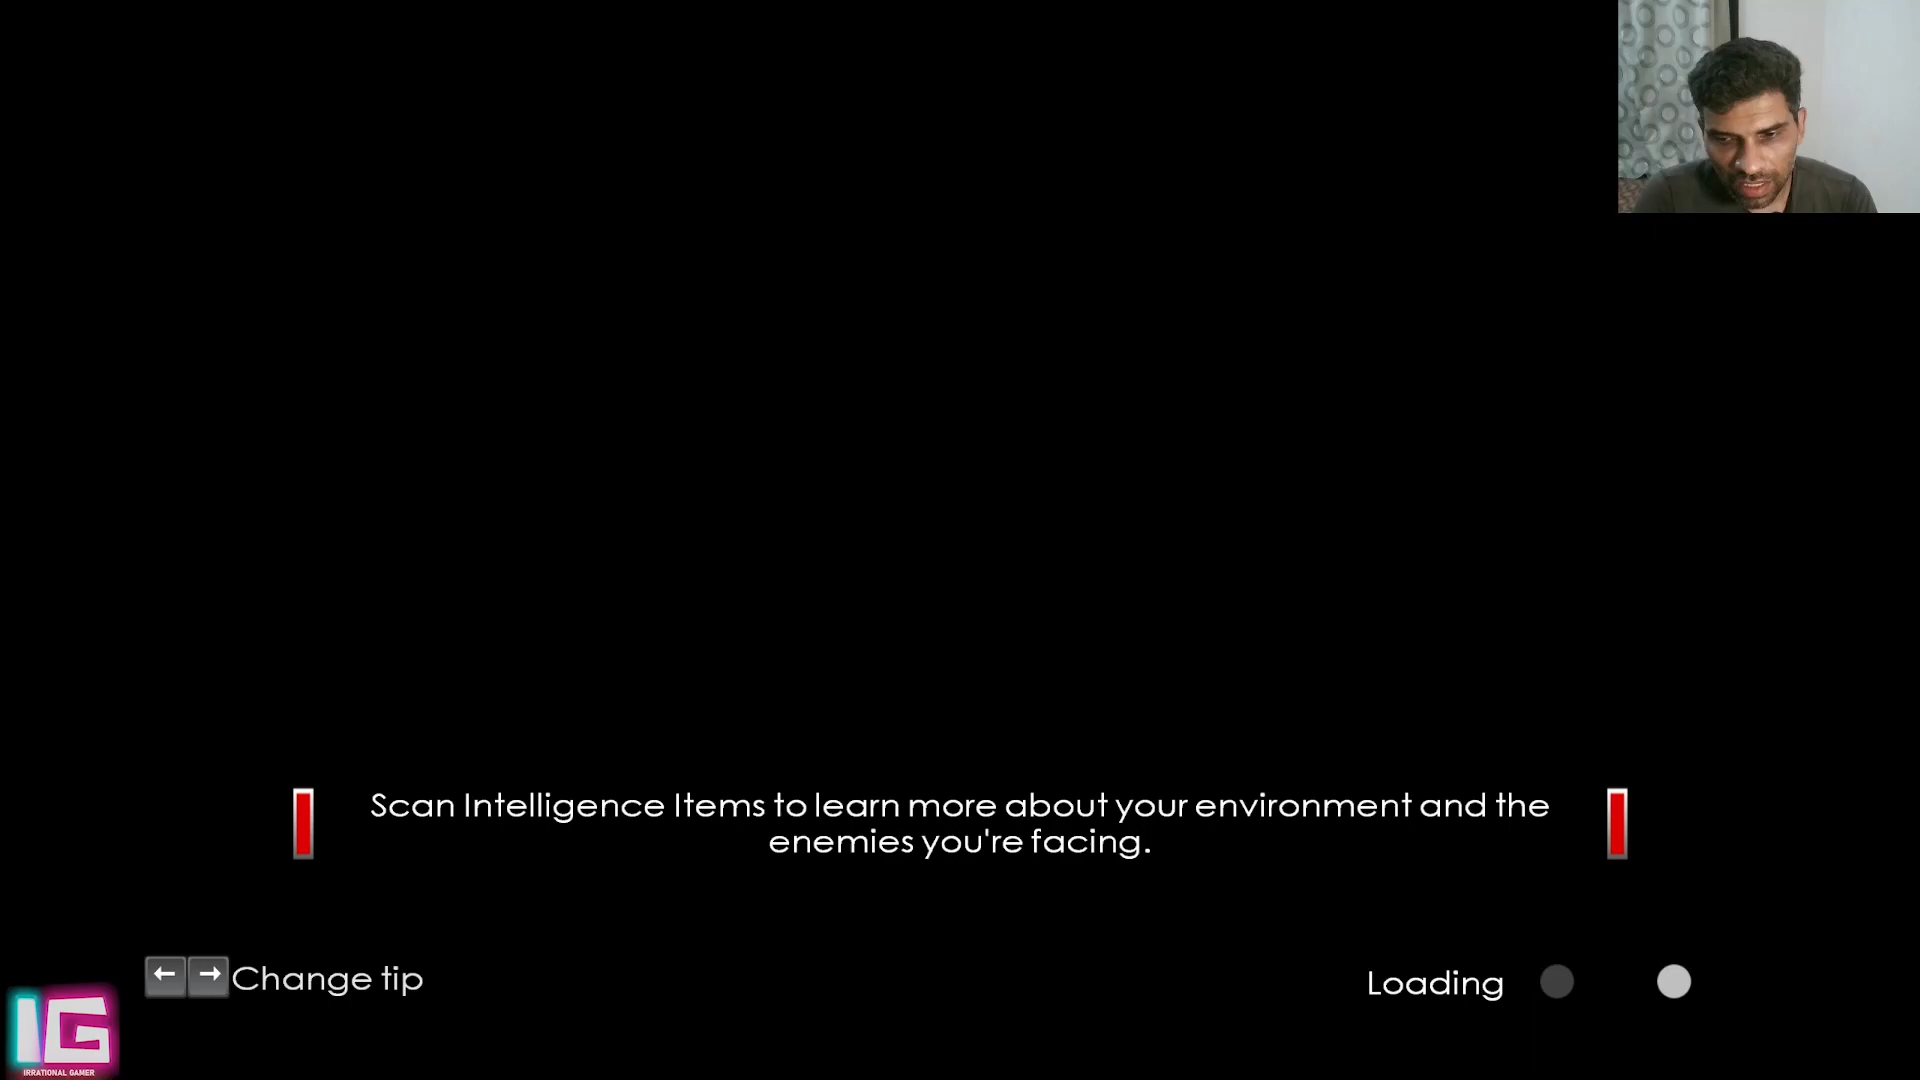 Scan Intelligence Items to learn more about your environment and the
enemies you're facing.
← → Change tip
Loading
IG
IRRATIONAL GAMER